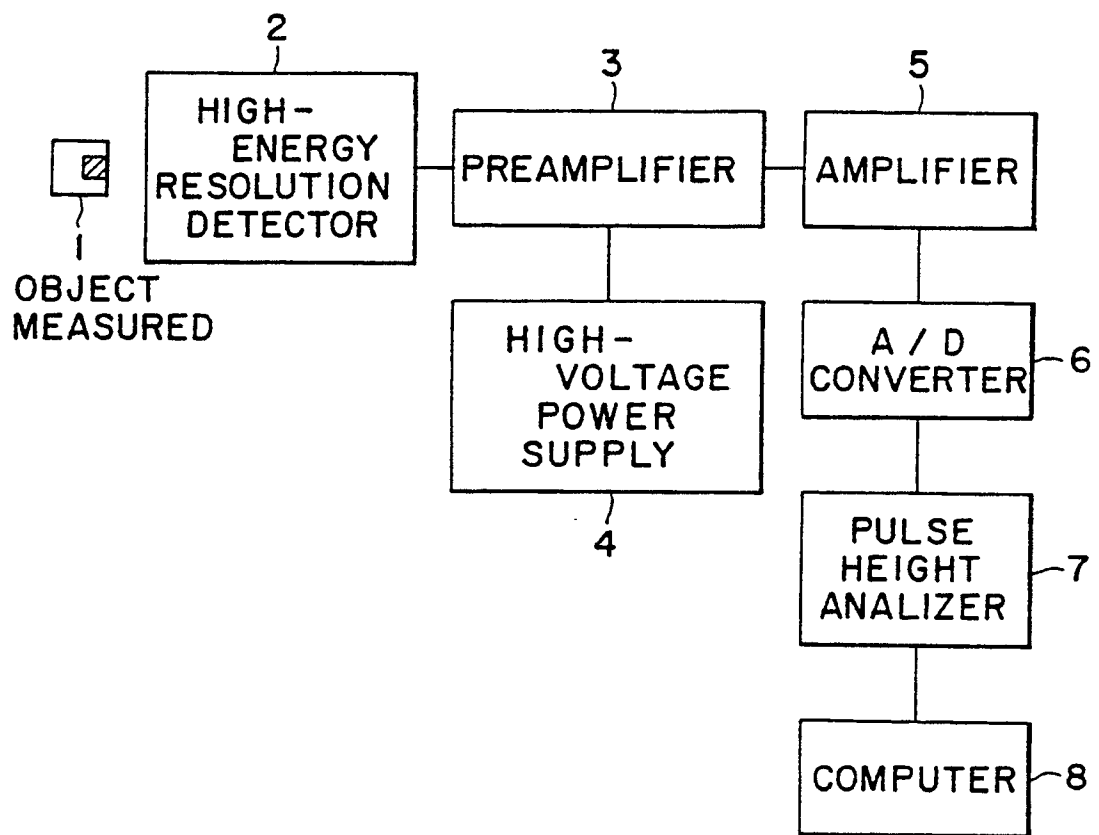 2
3
5
HIGH-
ENERGY
RESOLUTION
DETECTOR
PREAMPLIFIER
AMPLIFIER
1
OBJECT
MEASURED
HIGH-
VOLTAGE
POWER
SUPPLY
4
A/D
CONVERTER
6
PULSE
HEIGHT
ANALIZER
7
COMPUTER
8